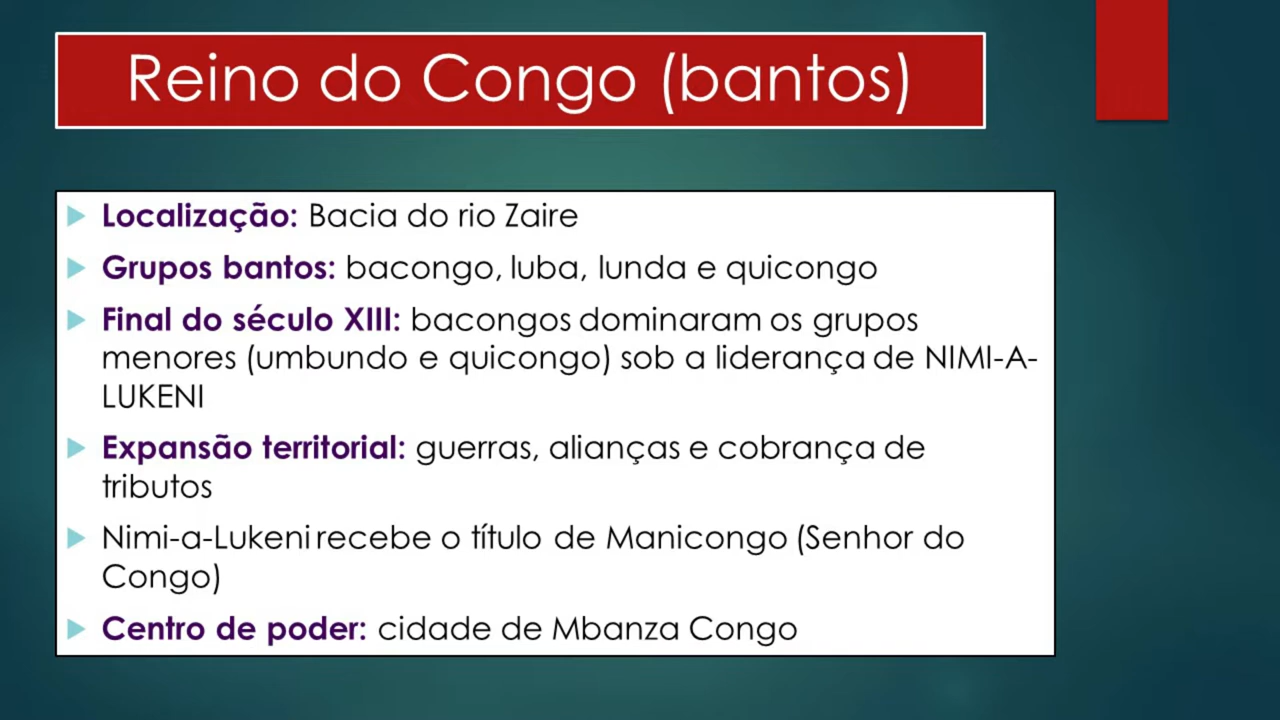 Reino do Congo (bantos)
Localização: Bacia do rio Zaire
Grupos bantos: bacongo, luba, lunda e quicongo
Final do século XIII: bacongos dominaram os grupos
menores (umbundo e quicongo) sob a liderança de NIMI-A-
LUKENI
Expansão territorial: guerras, alianças e cobrança de
tributos
Nimi-a-Lukeni recebe o título de Manicongo (Senhor do
Congo)
Centro de poder: cidade de Mbanza Congo